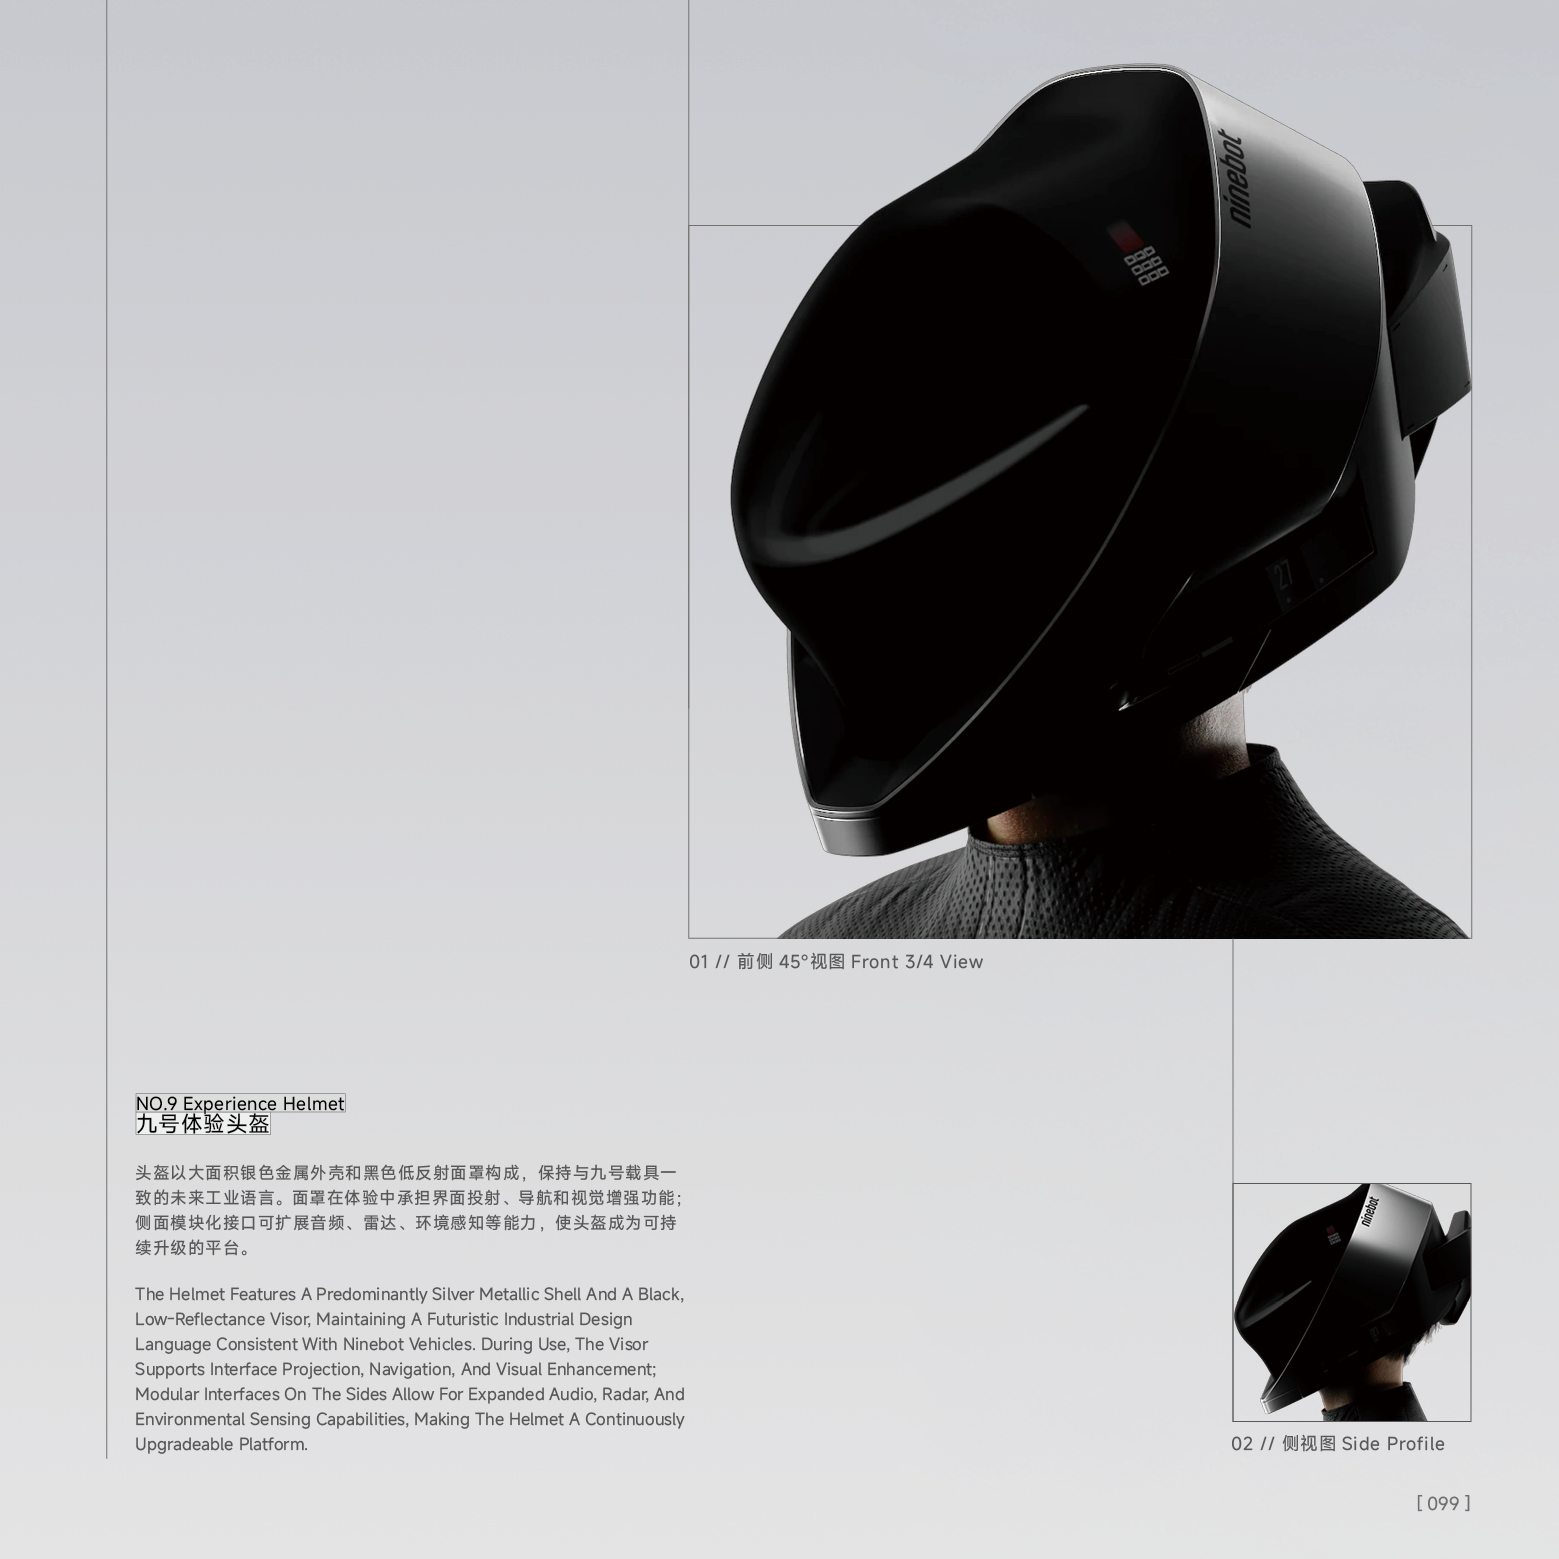 ninebot
27
01 // 前侧 45°视图 Front 3/4 View
NO.9 Experience Helmet
九号体验头盔
头盔以大面积银色金属外壳和黑色低反射面罩构成，保持与九号载具一
致的未来工业语言。面罩在体验中承担界面投射、导航和视觉增强功能；
侧面模块化接口可扩展音频、雷达、环境感知等能力，使头盔成为可持
续升级的平台。
The Helmet Features A Predominantly Silver Metallic Shell And A Black,
Low-Reflectance Visor, Maintaining A Futuristic Industrial Design
Language Consistent With Ninebot Vehicles. During Use, The Visor
Supports Interface Projection, Navigation, And Visual Enhancement;
Modular Interfaces On The Sides Allow For Expanded Audio, Radar, And
Environmental Sensing Capabilities, Making The Helmet A Continuously
Upgradeable Platform.
ninebot
02 // 侧视图 Side Profile
[ 099 ]